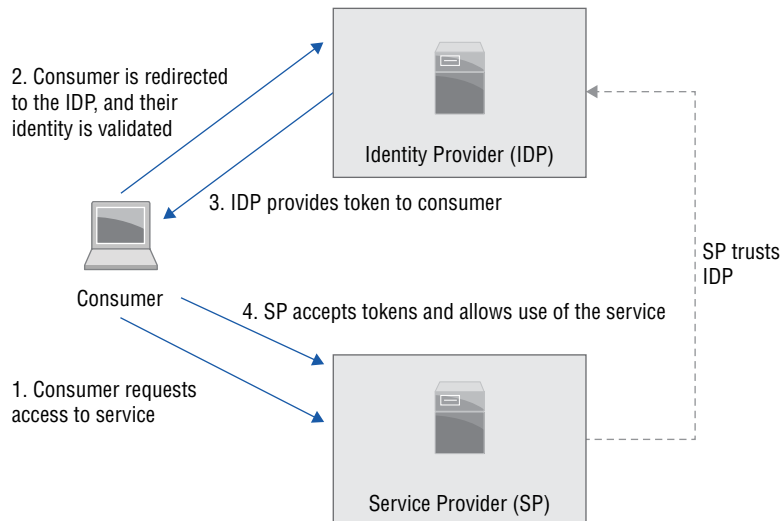 2. Consumer is redirected
to the IDP, and their
identity is validated
Identity Provider (IDP)
3. IDP provides token to consumer
SP trusts
IDP
Consumer
4. SP accepts tokens and allows use of the service
1. Consumer requests
access to service
Service Provider (SP)